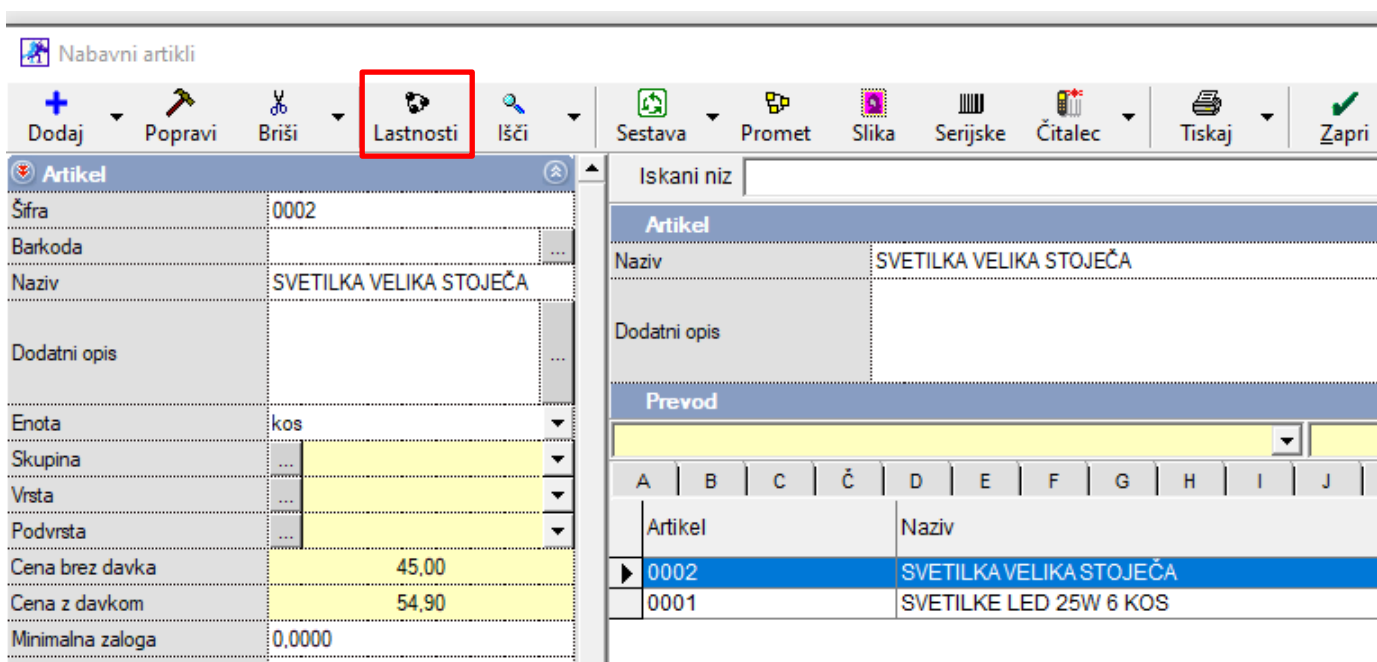 Nabavni artikli
Dodaj Popravi Briši Lastnosti Išči Sestava Promet Slika Serijske Čitalec Tiskaj Zapri
Artikel
Šifra 0002
Barkoda ...
Naziv SVETILKA VELIKA STOJEČA
Dodatni opis ...
Enota kos
Skupina ...
Vrsta ...
Podvrsta ...
Cena brez davka 45,00
Cena z davkom 54,90
Minimalna zaloga 0,0000
Iskani niz
Artikel
Naziv SVETILKA VELIKA STOJEČA
Dodatni opis
Prevod
A B C Č D E F G H I J
Artikel Naziv
0002 SVETILKA VELIKA STOJEČA
0001 SVETILKE LED 25W 6 KOS